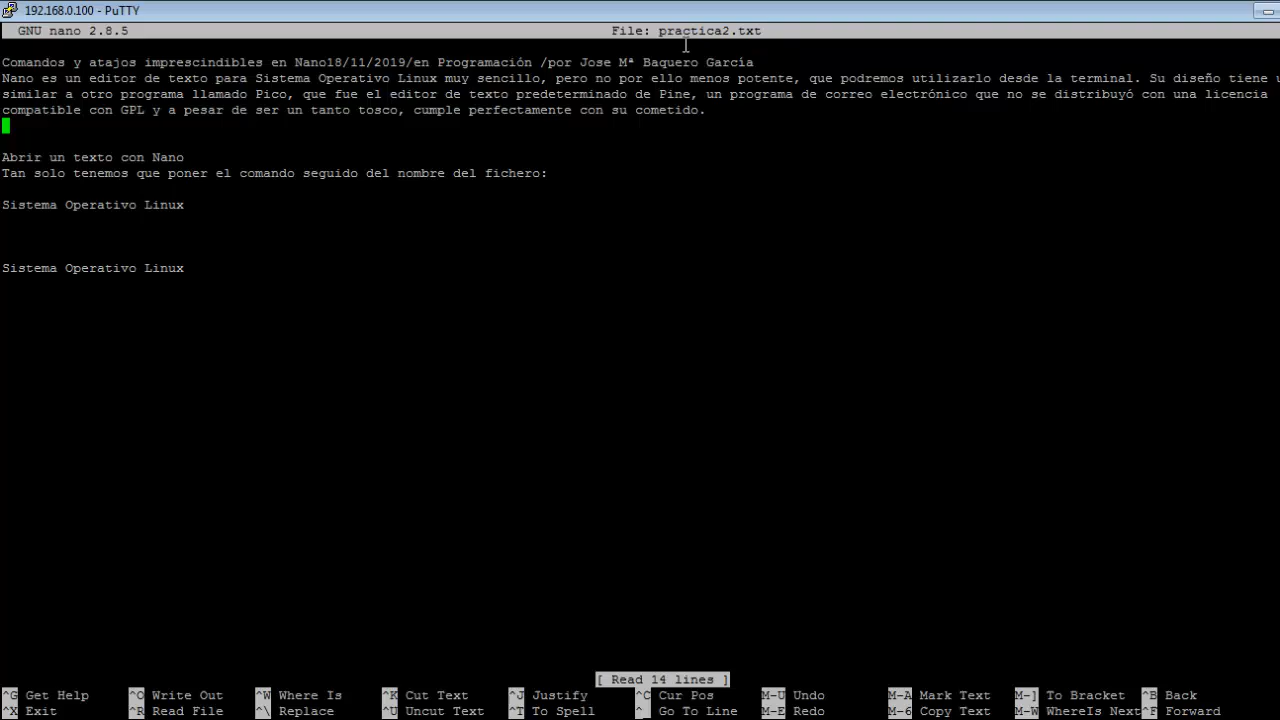 192.168.0.100 - PuTTY
GNU nano 2.8.5 File: practica2.txt
Comandos y atajos imprescindibles en Nano18/11/2019/en Programación /por Jose Mª Baquero García
Nano es un editor de texto para Sistema Operativo Linux muy sencillo, pero no por ello menos potente, que podremos utilizarlo desde la terminal. Su diseño tiene u
similar a otro programa llamado Pico, que fue el editor de texto predeterminado de Pine, un programa de correo electrónico que no se distribuyó con una licencia
compatible con GPL y a pesar de ser un tanto tosco, cumple perfectamente con su cometido.
Abrir un texto con Nano
Tan solo tenemos que poner el comando seguido del nombre del fichero:
Sistema Operativo Linux
Sistema Operativo Linux
[ Read 14 lines ]
^G Get Help ^O Write Out ^W Where Is ^K Cut Text ^J Justify ^C Cur Pos M-U Undo M-A Mark Text M-] To Bracket ^B Back
^X Exit ^R Read File ^\ Replace ^U Uncut Text ^T To Spell ^_ Go To Line M-E Redo M-6 Copy Text M-W WhereIs Next ^F Forward